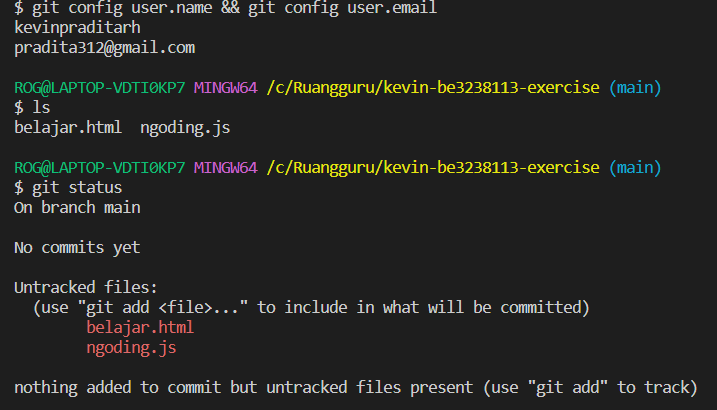 $ git config user.name && git config user.email
kevinpraditarh
pradita312@gmail.com
ROG@LAPTOP-VDTI0KP7 MINGW64 /c/Ruangguru/kevin-be3238113-exercise (main)
$ ls
belajar.html  ngoding.js
ROG@LAPTOP-VDTI0KP7 MINGW64 /c/Ruangguru/kevin-be3238113-exercise (main)
$ git status
On branch main
No commits yet
Untracked files:
  (use "git add <file>..." to include in what will be committed)
        belajar.html
        ngoding.js
nothing added to commit but untracked files present (use "git add" to track)